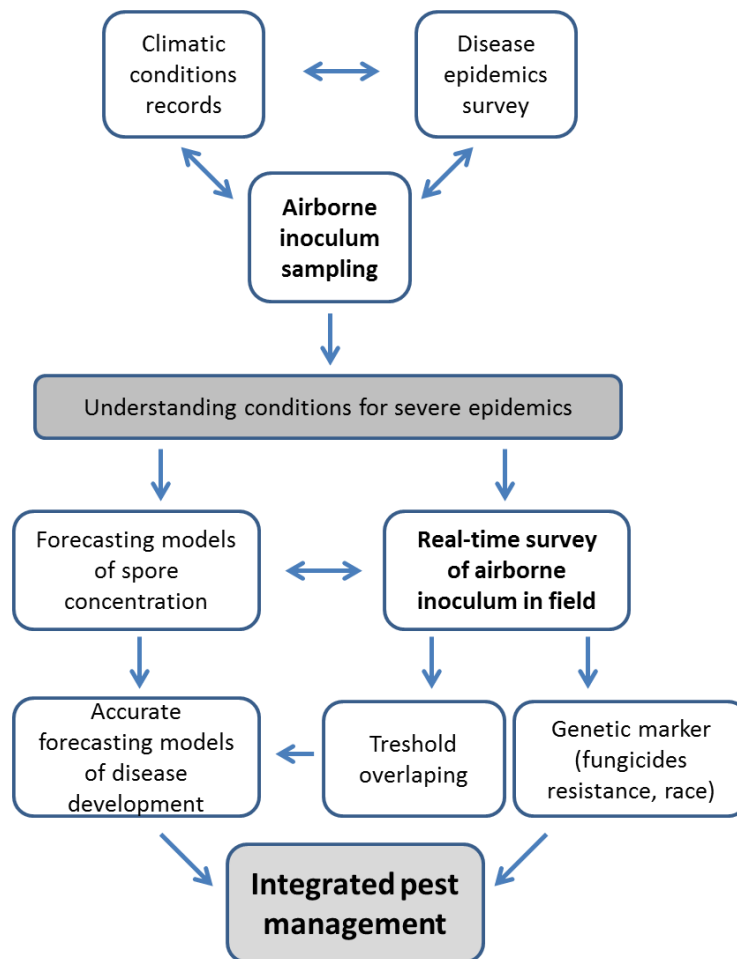 Climatic
conditions
records
Disease
epidemics
survey
Airborne
inoculum
sampling
Understanding conditions for severe epidemics
Forecasting models
of spore
concentration
Real-time survey
of airborne
inoculum in field
Accurate
forecasting models
of disease
development
Treshold
overlaping
Genetic marker
(fungicides
resistance, race)
Integrated pest
management